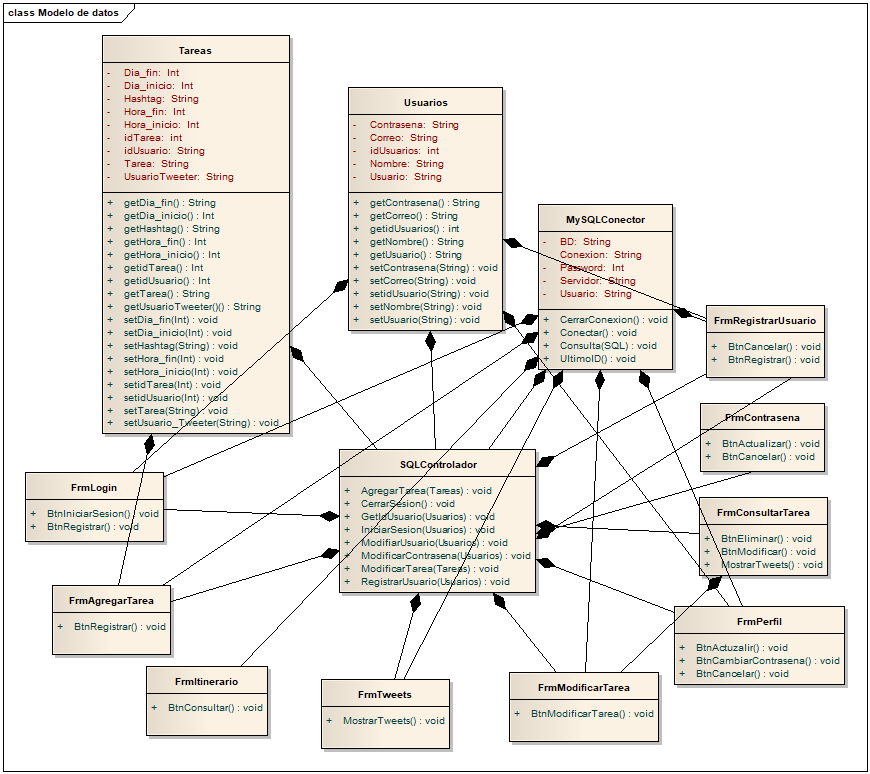 class Modelo de datos
Tareas
- Dia_fin: Int
- Dia_inicio: Int
- Hashtag: String
- Hora_fin: Int
- Hora_inicio: Int
- idTarea: int
- idUsuario: String
- Tarea: String
- UsuarioTweeter: String
+ getDia_fin() : String
+ getDia_inicio() : Int
+ getHashtag() : String
+ getHora_fin() : Int
+ getHora_inicio() : Int
+ getidTarea() : Int
+ getidUsuario() : Int
+ getTarea() : String
+ getUsuarioTweeter()() : String
+ setDia_fin(Int) : void
+ setDia_inicio(Int) : void
+ setHashtag(String) : void
+ setHora_fin(Int) : void
+ setHora_inicio(Int) : void
+ setidTarea(Int) : void
+ setidUsuario(Int) : void
+ setTarea(String) : void
+ setUsuario_Tweeter(String) : void
Usuarios
- Contrasena: String
- Correo: String
- idUsuarios: int
- Nombre: String
- Usuario: String
+ getContrasena() : String
+ getCorreo() : String
+ getidUsuarios() : int
+ getNombre() : String
+ getUsuario() : String
+ setContrasena(String) : void
+ setCorreo(String) : void
+ setidUsuario(String) : void
+ setNombre(String) : void
+ setUsuario(String) : void
MySQLConector
- BD: String
- Conexion: String
- Password: Int
- Servidor: String
- Usuario: String
+ CerrarConexion() : void
+ Conectar() : void
+ Consulta(SQL) : void
+ UltimoID() : void
FrmRegistrarUsuario
+ BtnCancelar() : void
+ BtnRegistrar() : void
FrmContrasena
+ BtnActualizar() : void
+ BtnCancelar() : void
SQLControlador
+ AgregarTarea(Tareas) : void
+ CerrarSesion() : void
+ GetIdUsuario(Usuarios) : void
+ IniciarSesion(Usuarios) : void
+ ModifiarUsuario(Usuarios) : void
+ ModificarContrasena(Usuarios) : void
+ ModificarTarea(Tareas) : void
+ RegistrarUsuario(Usuarios) : void
FrmLogin
+ BtnIniciarSesion() : void
+ BtnRegistrar() : void
FrmConsultarTarea
+ BtnEliminar() : void
+ BtnModificar() : void
+ MostrarTweets() : void
FrmAgregarTarea
+ BtnRegistrar() : void
FrmPerfil
+ BtnActuzalir() : void
+ BtnCambiarContrasena() : void
+ BtnCancelar() : void
FrmItinerario
+ BtnConsultar() : void
FrmTweets
+ MostrarTweets() : void
FrmModificarTarea
+ BtnModificarTarea() : void